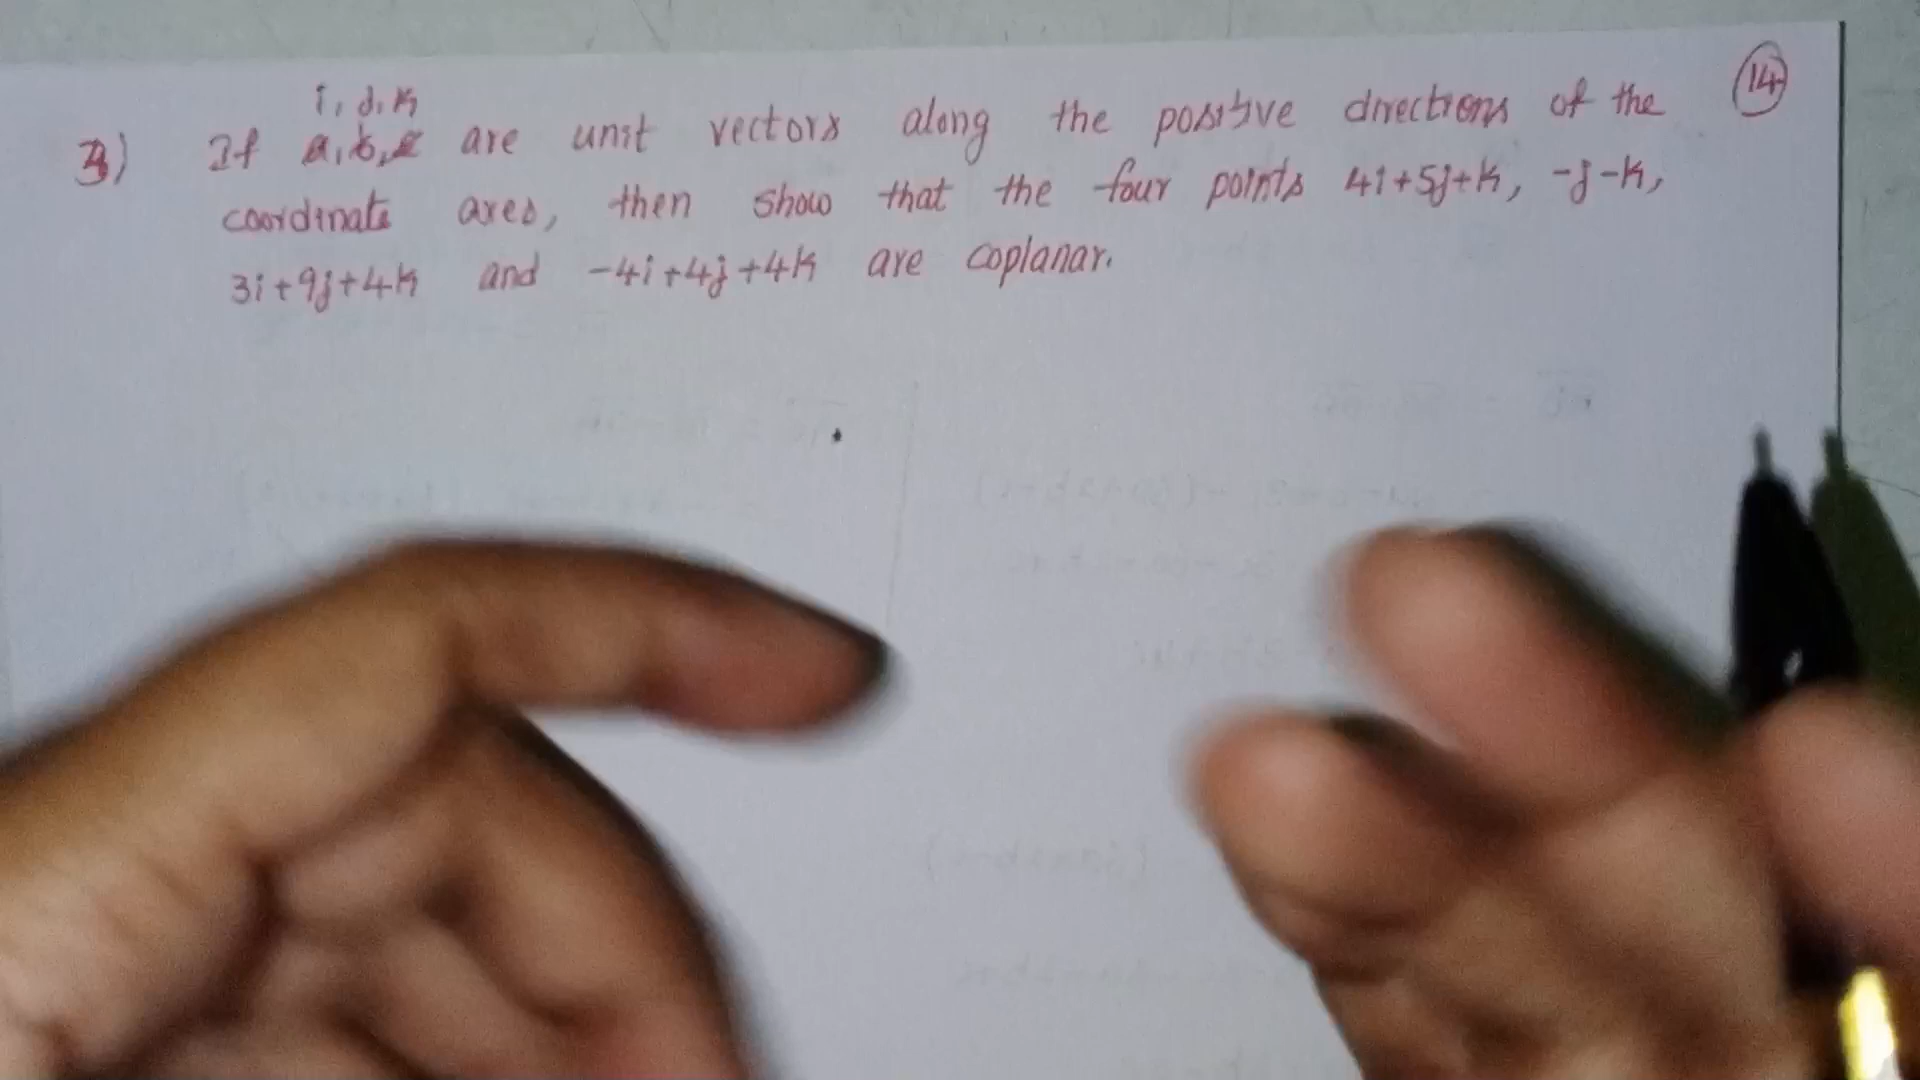 14
i, j, k
3) If a, b, c are unit vectors along the positive directions of the
coordinate axes, then show that the four points 4i+5j+k, -j-k,
3i+9j+4k and -4i+4j+4k are coplanar.